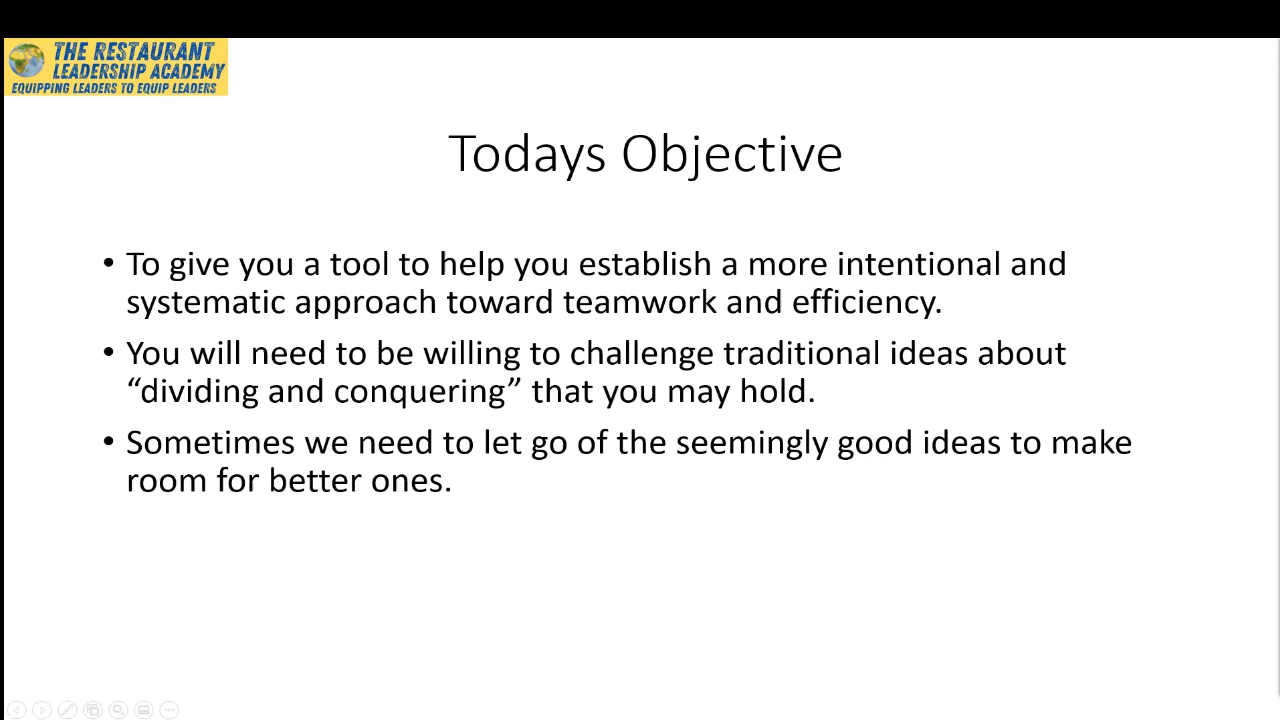 THE RESTAURANT
LEADERSHIP ACADEMY
EQUIPPING LEADERS TO EQUIP LEADERS
Todays Objective
• To give you a tool to help you establish a more intentional and
systematic approach toward teamwork and efficiency.
• You will need to be willing to challenge traditional ideas about
“dividing and conquering” that you may hold.
• Sometimes we need to let go of the seemingly good ideas to make
room for better ones.